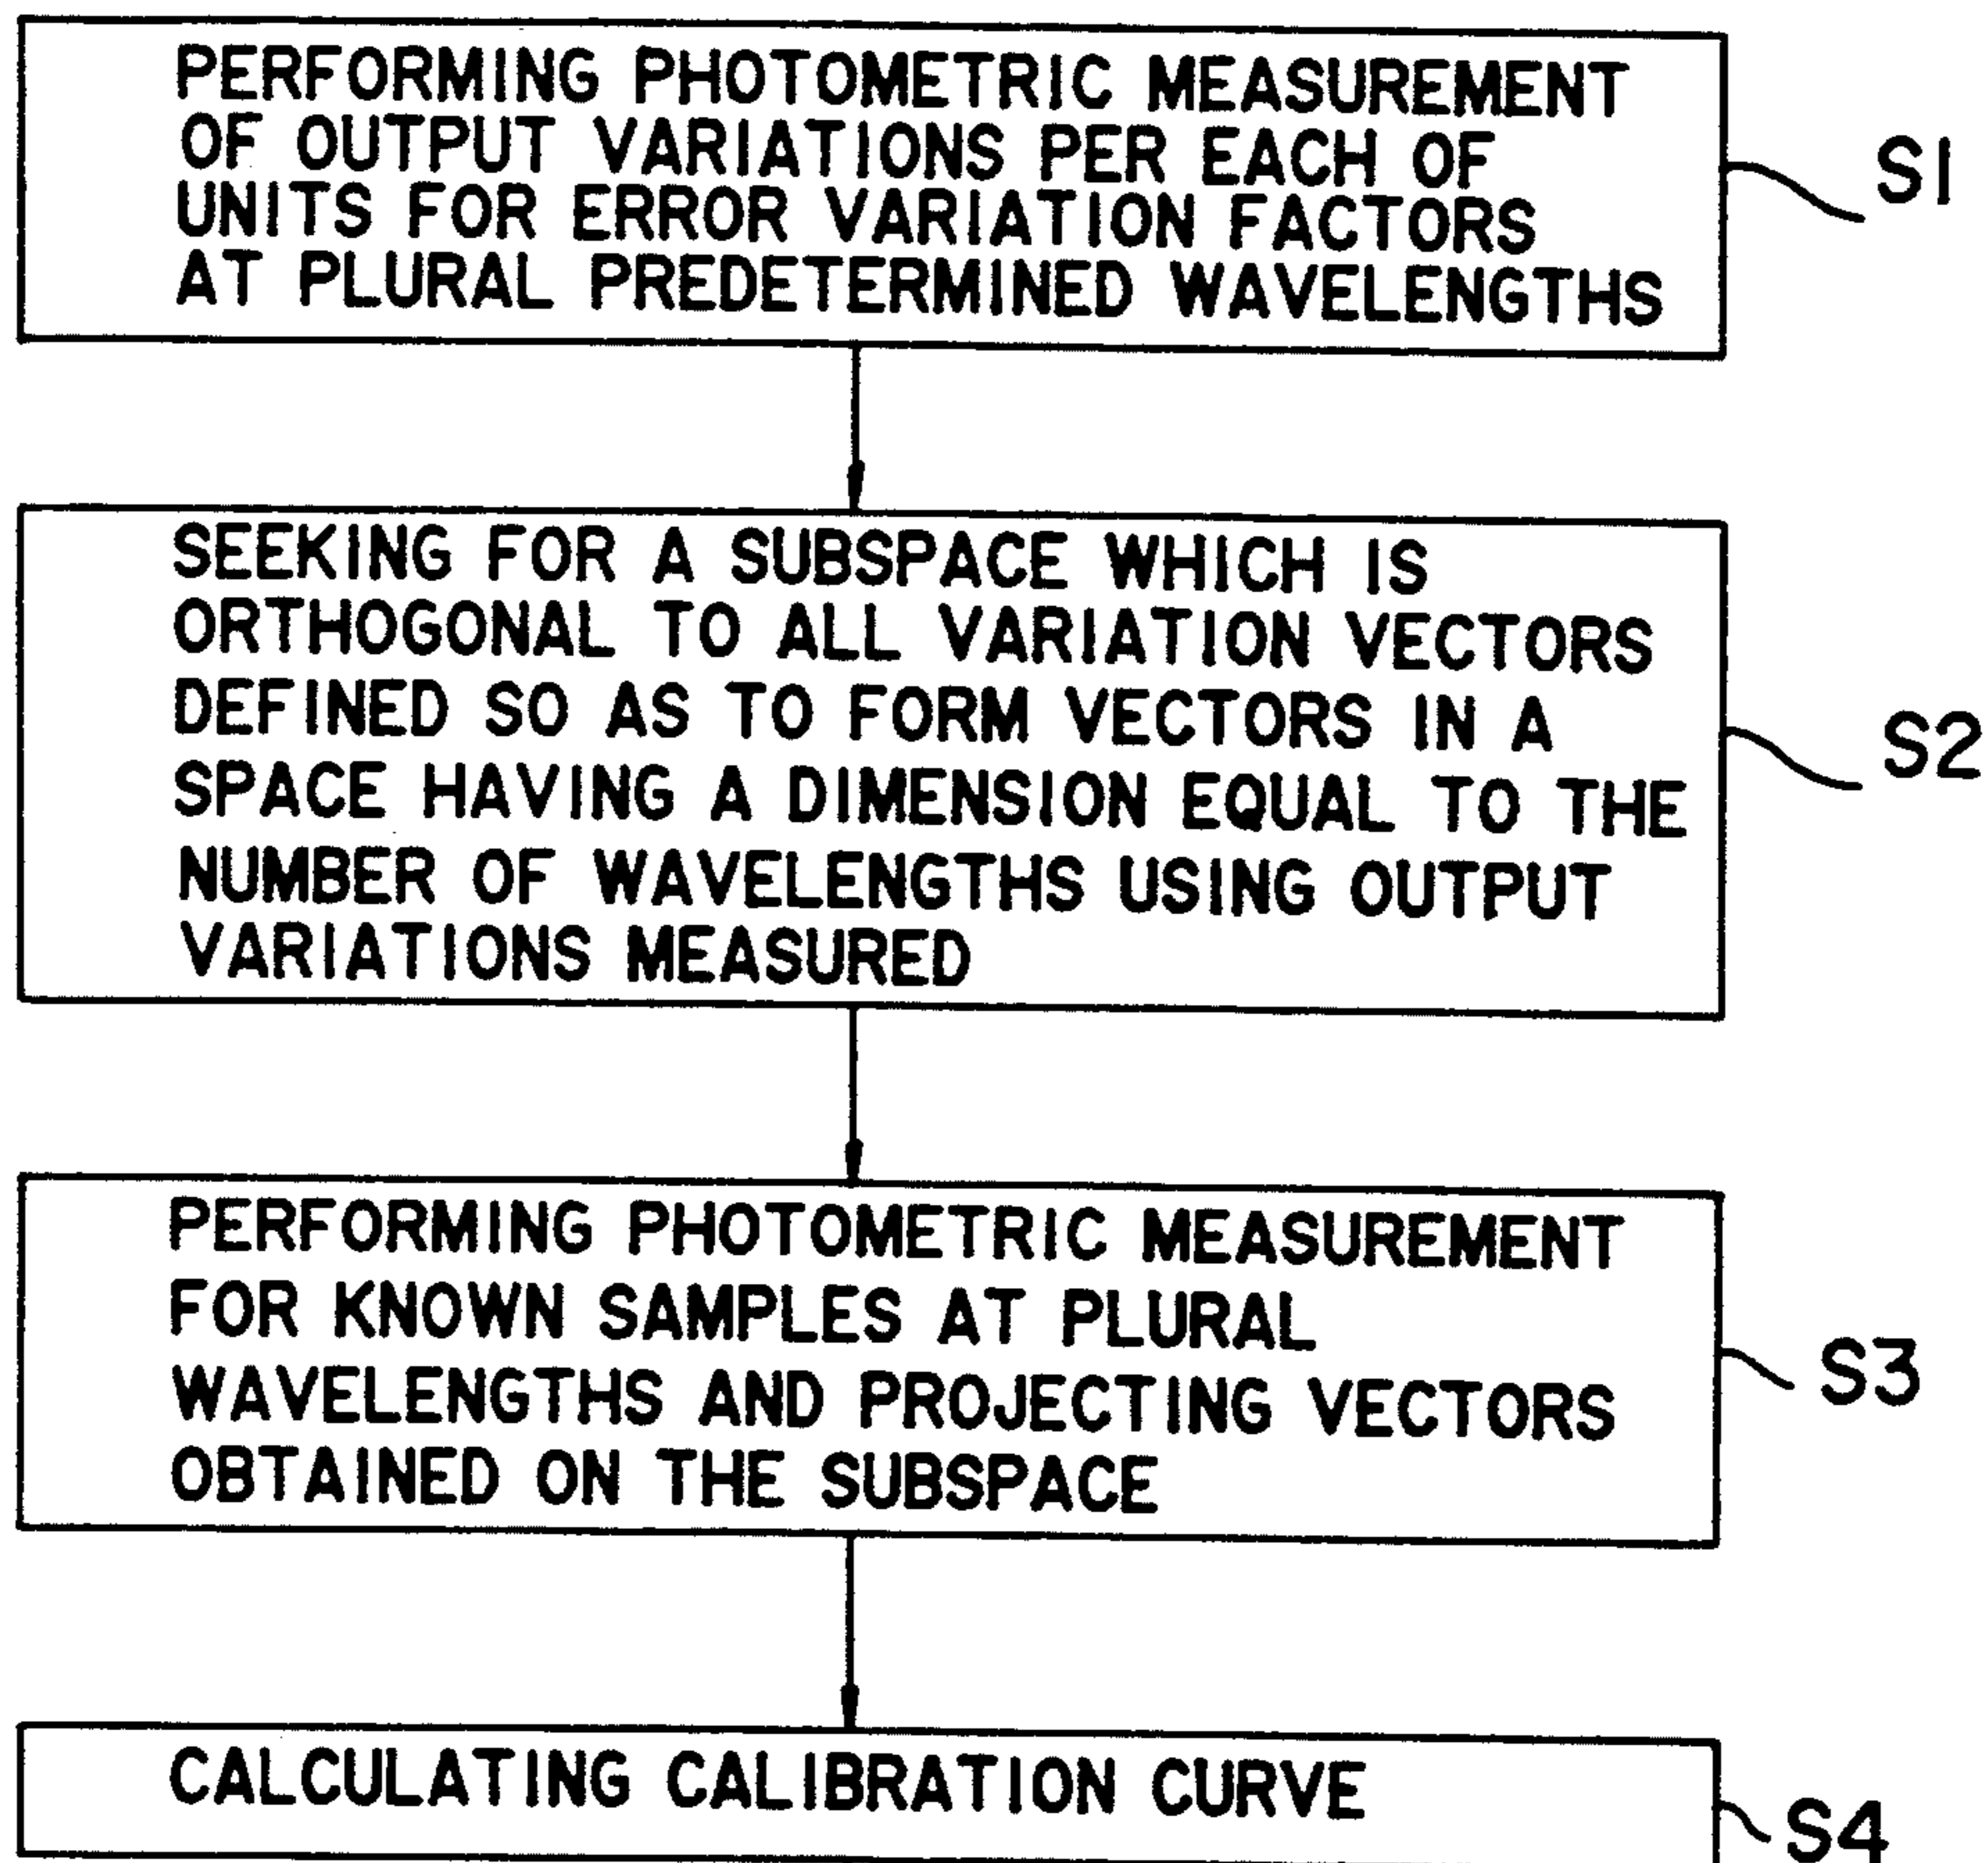 PERFORMING PHOTOMETRIC MEASUREMENT
OF OUTPUT VARIATIONS PER EACH OF
UNITS FOR ERROR VARIATION FACTORS
AT PLURAL PREDETERMINED WAVELENGTHS
S1
SEEKING FOR A SUBSPACE WHICH IS
ORTHOGONAL TO ALL VARIATION VECTORS
DEFINED SO AS TO FORM VECTORS IN A
SPACE HAVING A DIMENSION EQUAL TO THE
NUMBER OF WAVELENGTHS USING OUTPUT
VARIATIONS MEASURED
S2
PERFORMING PHOTOMETRIC MEASUREMENT
FOR KNOWN SAMPLES AT PLURAL
WAVELENGTHS AND PROJECTING VECTORS
OBTAINED ON THE SUBSPACE
S3
CALCULATING CALIBRATION CURVE
S4